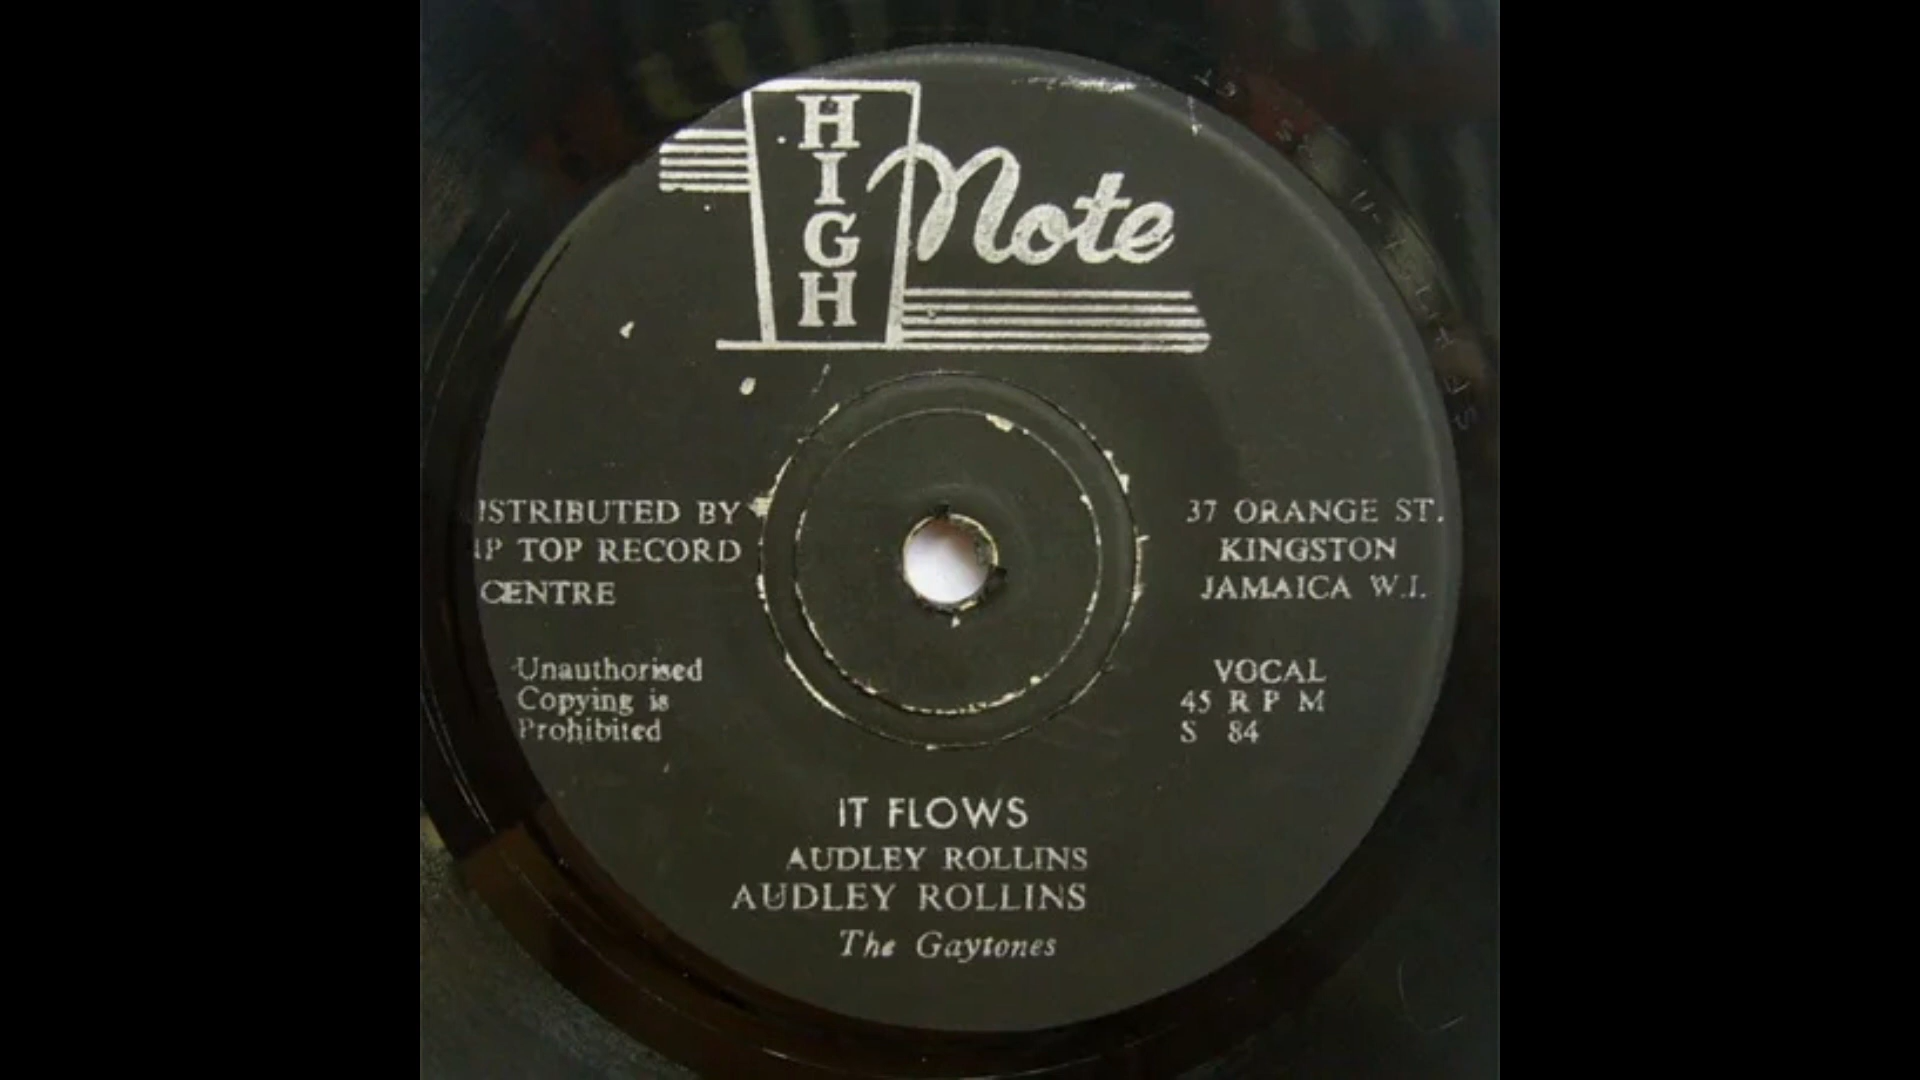 HIGH
Note
ISTRIBUTED BY
IP TOP RECORD
CENTRE
37 ORANGE ST.
KINGSTON
JAMAICA W.I.
Unauthorised
Copying is
Prohibited
VOCAL
45 R P M
S 84
IT FLOWS
AUDLEY ROLLINS
AUDLEY ROLLINS
The Gaytones